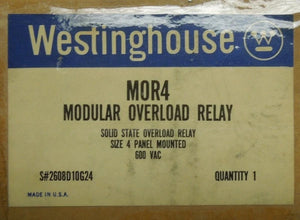 Westinghouse
MOR4
MODULAR OVERLOAD RELAY
SOLID STATE OVERLOAD RELAY
SIZE 4 PANEL MOUNTED
600 VAC
S#2608D10G24 QUANTITY 1
MADE IN U.S.A.